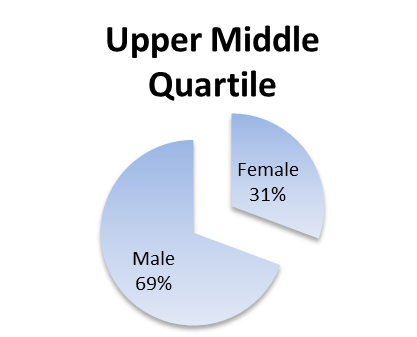 Upper Middle
Quartile
Female
31%
Male
69%